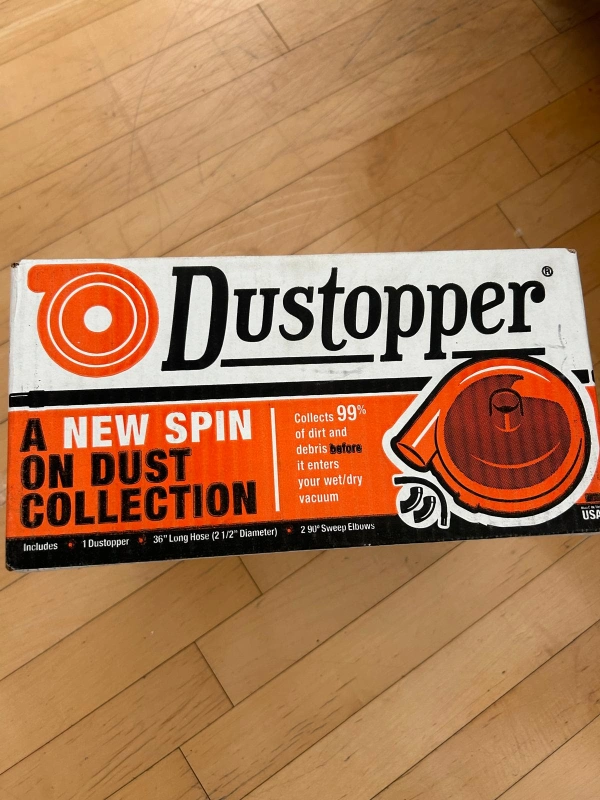 Dustopper®
A NEW SPIN
ON DUST
COLLECTION
Collects 99%
of dirt and
debris before
it enters
your wet/dry
vacuum
USA
Includes • 1 Dustopper • 36" Long Hose (2 1/2" Diameter) • 2 90° Sweep Elbows